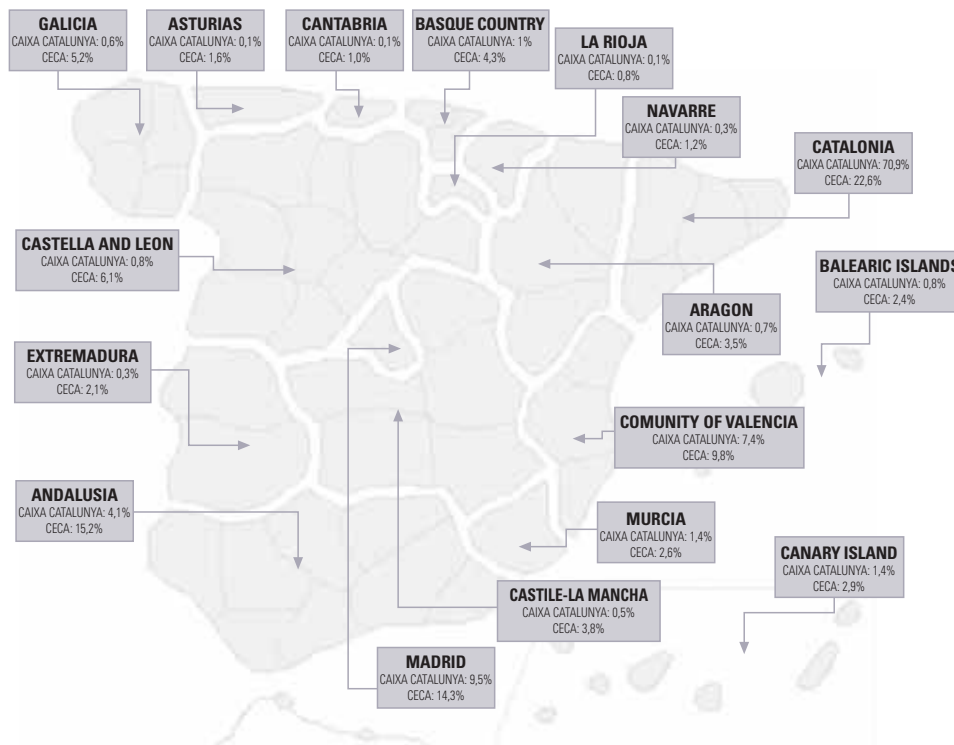 GALICIA
CAIXA CATALUNYA: 0,6%
CECA: 5,2%
ASTURIAS
CAIXA CATALUNYA: 0,1%
CECA: 1,6%
CANTABRIA
CAIXA CATALUNYA: 0,1%
CECA: 1,0%
BASQUE COUNTRY
CAIXA CATALUNYA: 1%
CECA: 4,3%
LA RIOJA
CAIXA CATALUNYA: 0,1%
CECA: 0,8%
NAVARRE
CAIXA CATALUNYA: 0,3%
CECA: 1,2%
CATALONIA
CAIXA CATALUNYA: 70,9%
CECA: 22,6%
CASTELLA AND LEON
CAIXA CATALUNYA: 0,8%
CECA: 6,1%
BALEARIC ISLANDS
CAIXA CATALUNYA: 0,8%
CECA: 2,4%
ARAGON
CAIXA CATALUNYA: 0,7%
CECA: 3,5%
EXTREMADURA
CAIXA CATALUNYA: 0,3%
CECA: 2,1%
COMUNITY OF VALENCIA
CAIXA CATALUNYA: 7,4%
CECA: 9,8%
ANDALUSIA
CAIXA CATALUNYA: 4,1%
CECA: 15,2%
MURCIA
CAIXA CATALUNYA: 1,4%
CECA: 2,6%
CANARY ISLAND
CAIXA CATALUNYA: 1,4%
CECA: 2,9%
CASTILE-LA MANCHA
CAIXA CATALUNYA: 0,5%
CECA: 3,8%
MADRID
CAIXA CATALUNYA: 9,5%
CECA: 14,3%